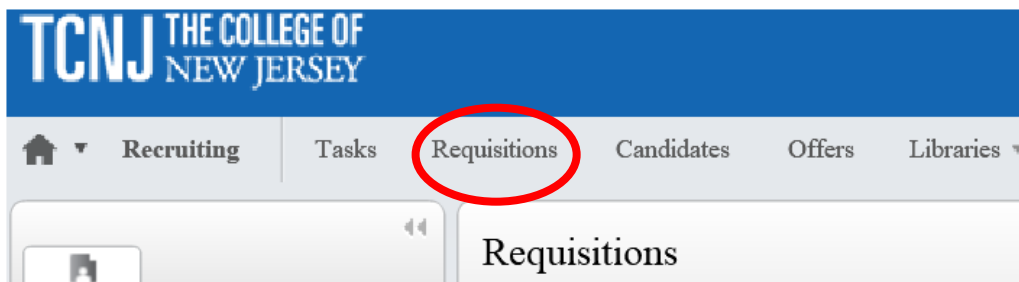 TCNJ THE COLLEGE OF
NEW JERSEY
Recruiting Tasks Requisitions Candidates Offers Libraries
Requisitions